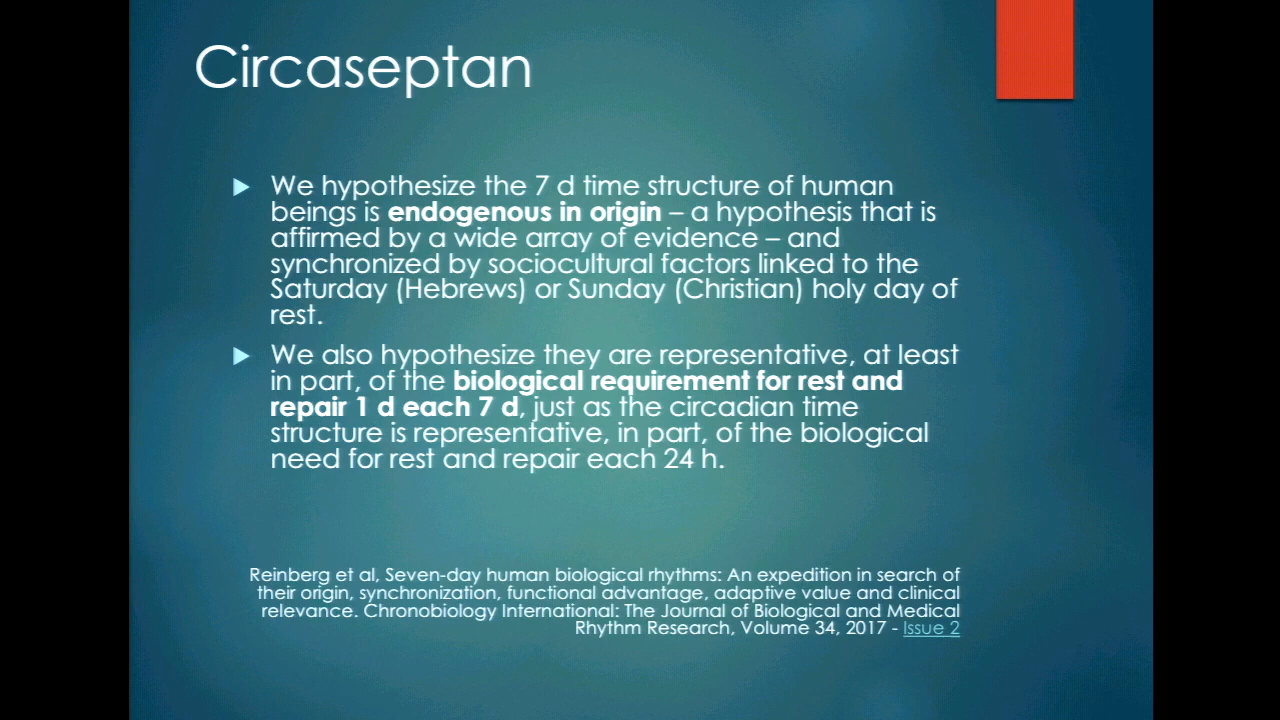 Circaseptan
We hypothesize the 7 d time structure of human
beings is endogenous in origin – a hypothesis that is
affirmed by a wide array of evidence – and
synchronized by sociocultural factors linked to the
Saturday (Hebrews) or Sunday (Christian) holy day of
rest.
We also hypothesize they are representative, at least
in part, of the biological requirement for rest and
repair 1 d each 7 d, just as the circadian time
structure is representative, in part, of the biological
need for rest and repair each 24 h.
Reinberg et al, Seven-day human biological rhythms: An expedition in search of
their origin, synchronization, functional advantage, adaptive value and clinical
relevance. Chronobiology International: The Journal of Biological and Medical
Rhythm Research, Volume 34, 2017 - Issue 2